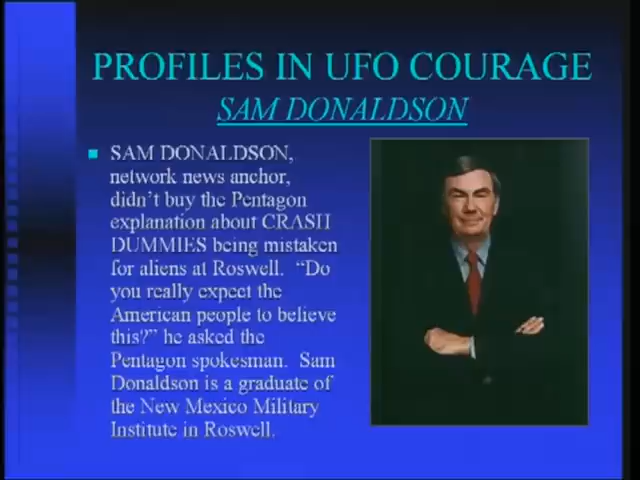 PROFILES IN UFO COURAGE
SAM DONALDSON
SAM DONALDSON,
network news anchor,
didn't buy the Pentagon
explanation about CRASH
DUMMIES being mistaken
for aliens at Roswell. “Do
you really expect the
American people to believe
this?” he asked the
Pentagon spokesman. Sam
Donaldson is a graduate of
the New Mexico Military
Institute in Roswell.